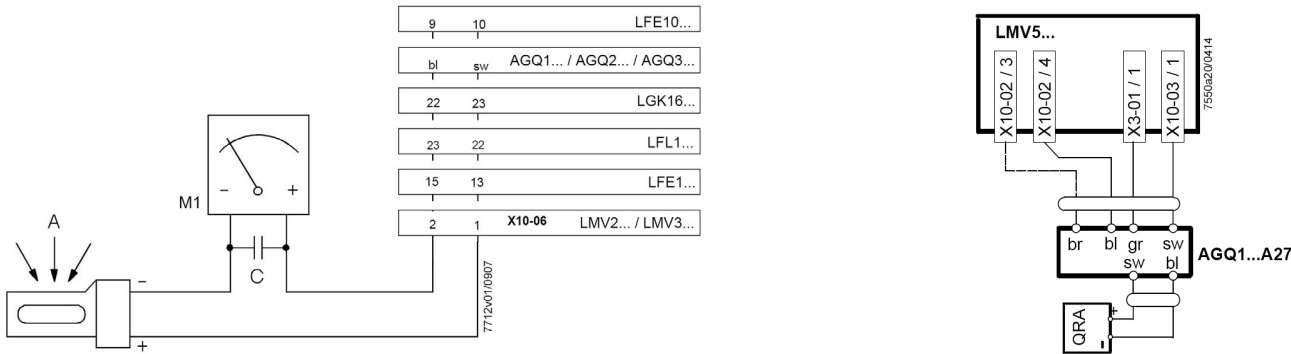 9 10 LFE10...
bl sw AGQ1... / AGQ2... / AGQ3...
22 23 LGK16...
23 22 LFL1...
15 13 LFE1...
2 1 X10-06 LMV2... / LMV3...
M1
- +
C
A
-
+
7712v01/0907
LMV5...
X10-02 / 3
X10-02 / 4
X3-01 / 1
X10-03 / 1
7550a20/0414
br bl gr sw
sw bl
AGQ1...A27
QRA
+
-